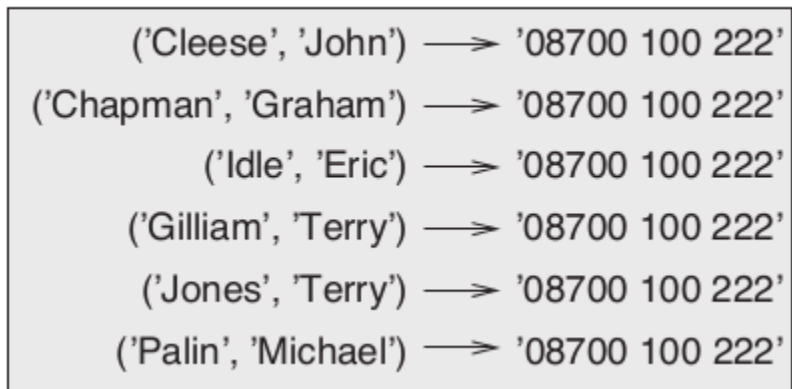 ('Cleese', 'John') → '08700 100 222'
('Chapman', 'Graham') → '08700 100 222'
('Idle', 'Eric') → '08700 100 222'
('Gilliam', 'Terry') → '08700 100 222'
('Jones', 'Terry') → '08700 100 222'
('Palin', 'Michael') → '08700 100 222'